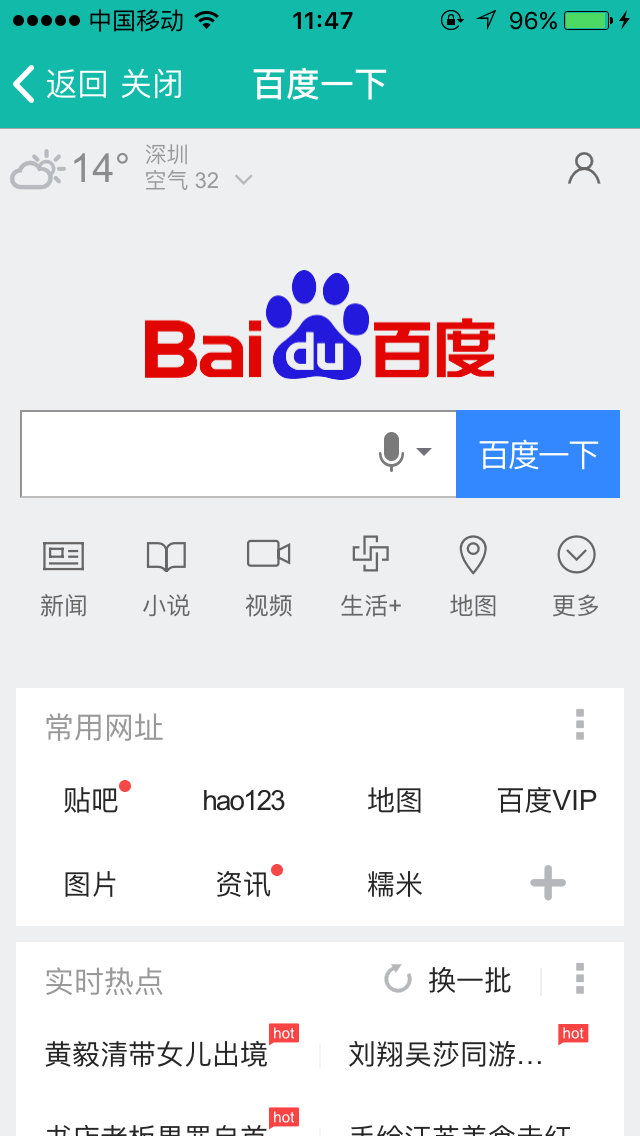 中国移动 11:47 96%
返回 关闭 百度一下
14° 深圳
空气 32
Bai du 百度
百度一下
新闻 小说 视频 生活+ 地图 更多
常用网址
贴吧 hao123 地图 百度VIP
图片 资讯 糯米
实时热点 换一批
黄毅清带女儿出境 hot 刘翔吴莎同游... hot
hot